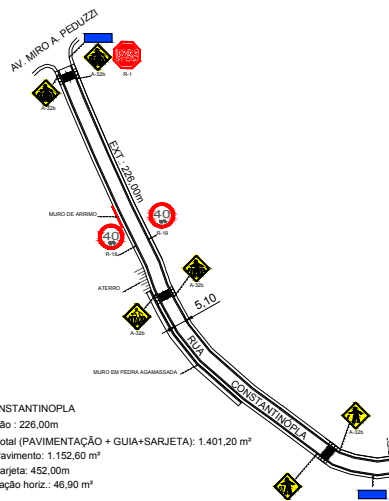 AV. MIRO A. PEDUZZI
A-32b
R-1
A-32b
EXT : 226,00m
MURO DE ARRIMO
40
R-19
40
R-19
ATERRO
A-32b
A-32b
5,10
RUA
MURO EM PEDRA AGAMASSADA
CONSTANTINOPLA
A-32b
NSTANTINOPLA
ão : 226,00m
otal (PAVIMENTAÇÃO + GUIA+SARJETA): 1.401,20 m²
avimento: 1.152,60 m²
arjeta: 452,00m
ação horiz.: 46,90 m²